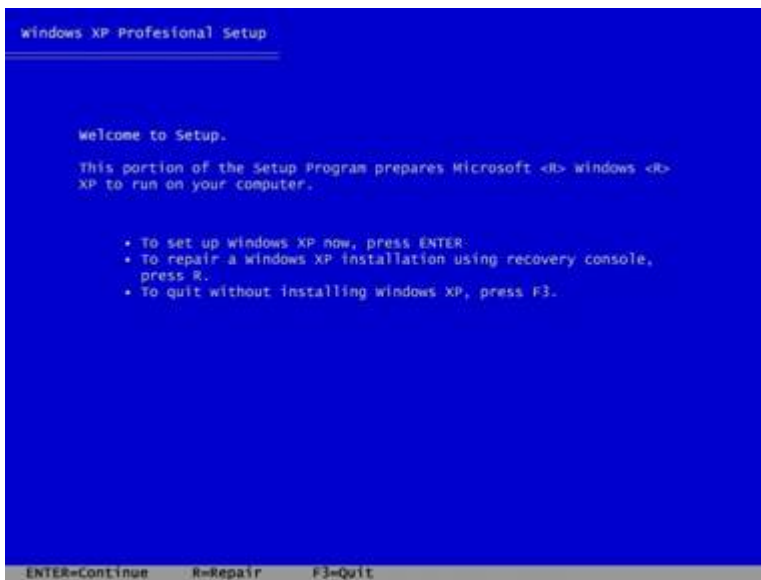 Windows XP Profesional Setup
Welcome to Setup.
This portion of the Setup Program prepares Microsoft <R> Windows <R>
XP to run on your computer.
• To set up Windows XP now, press ENTER
• To repair a Windows XP installation using recovery console,
press R.
• To quit without installing Windows XP, press F3.
ENTER=Continue R=Repair F3=Quit